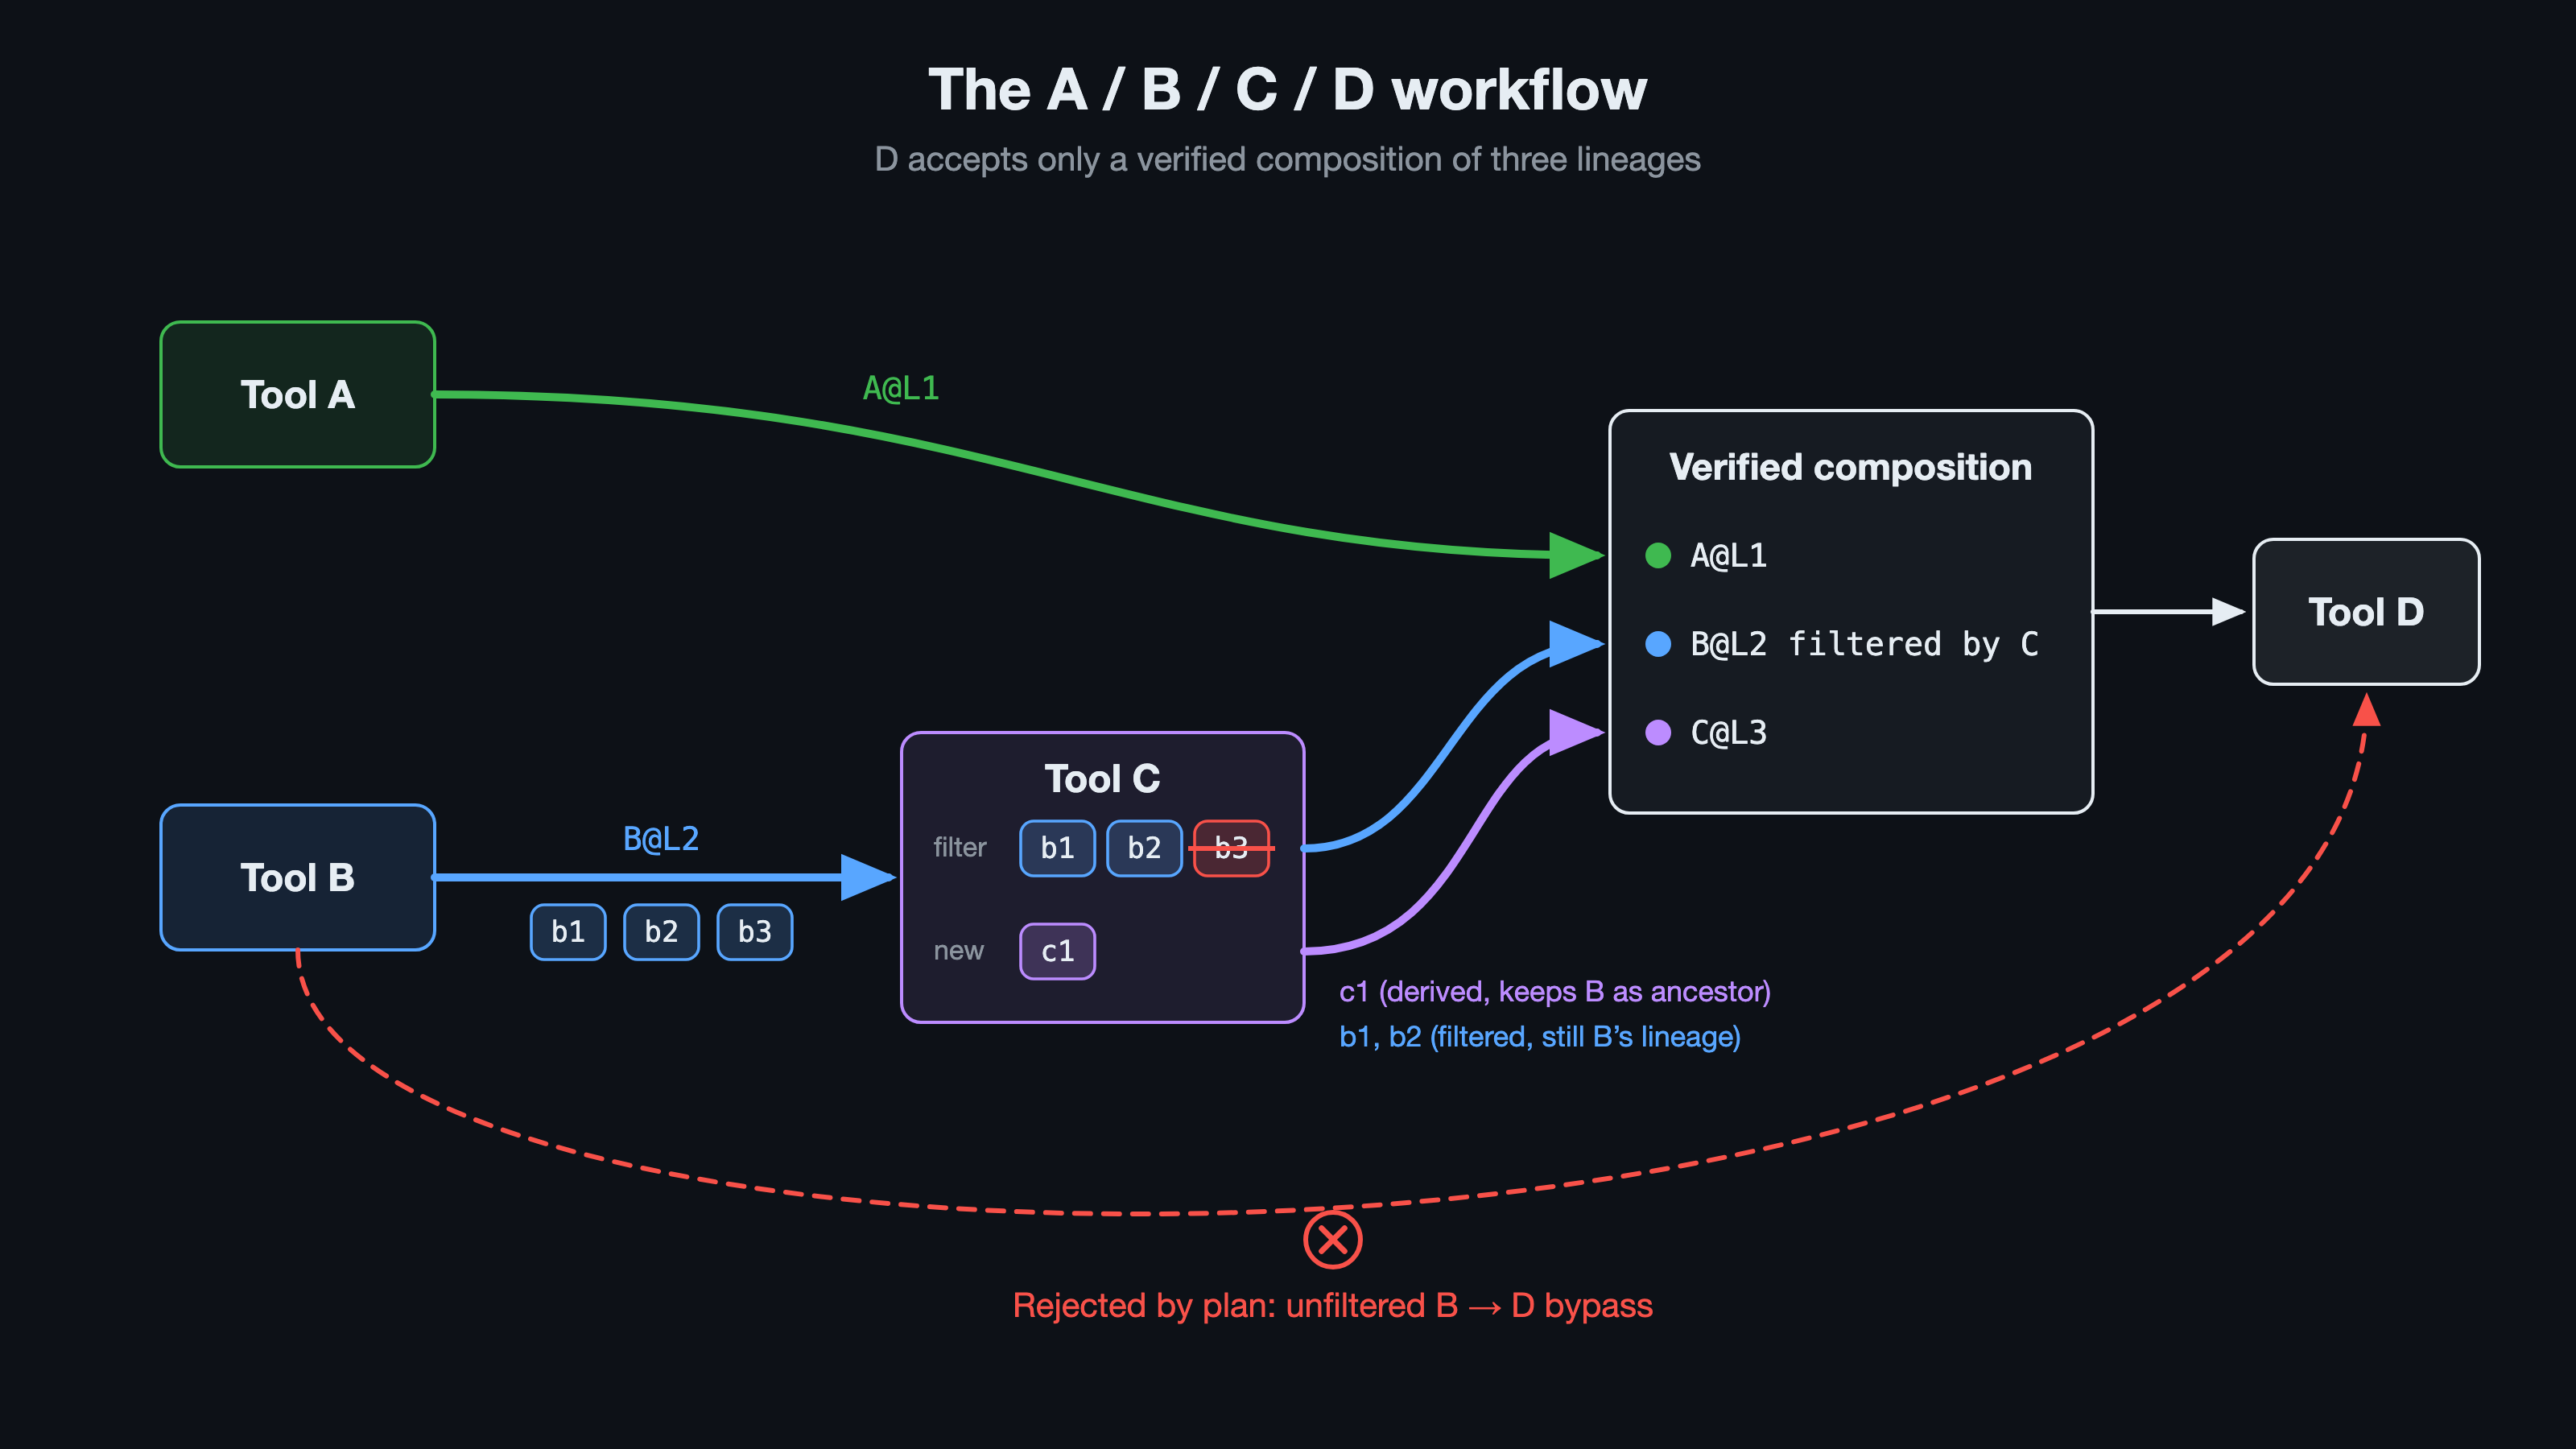 The A / B / C / D workflow
D accepts only a verified composition of three lineages
Tool A
A@L1
Verified composition
A@L1
B@L2 filtered by C
C@L3
Tool D
Tool B
B@L2
b1 b2 b3
Tool C
filter b1 b2 b3
new c1
c1 (derived, keeps B as ancestor)
b1, b2 (filtered, still B’s lineage)
Rejected by plan: unfiltered B → D bypass